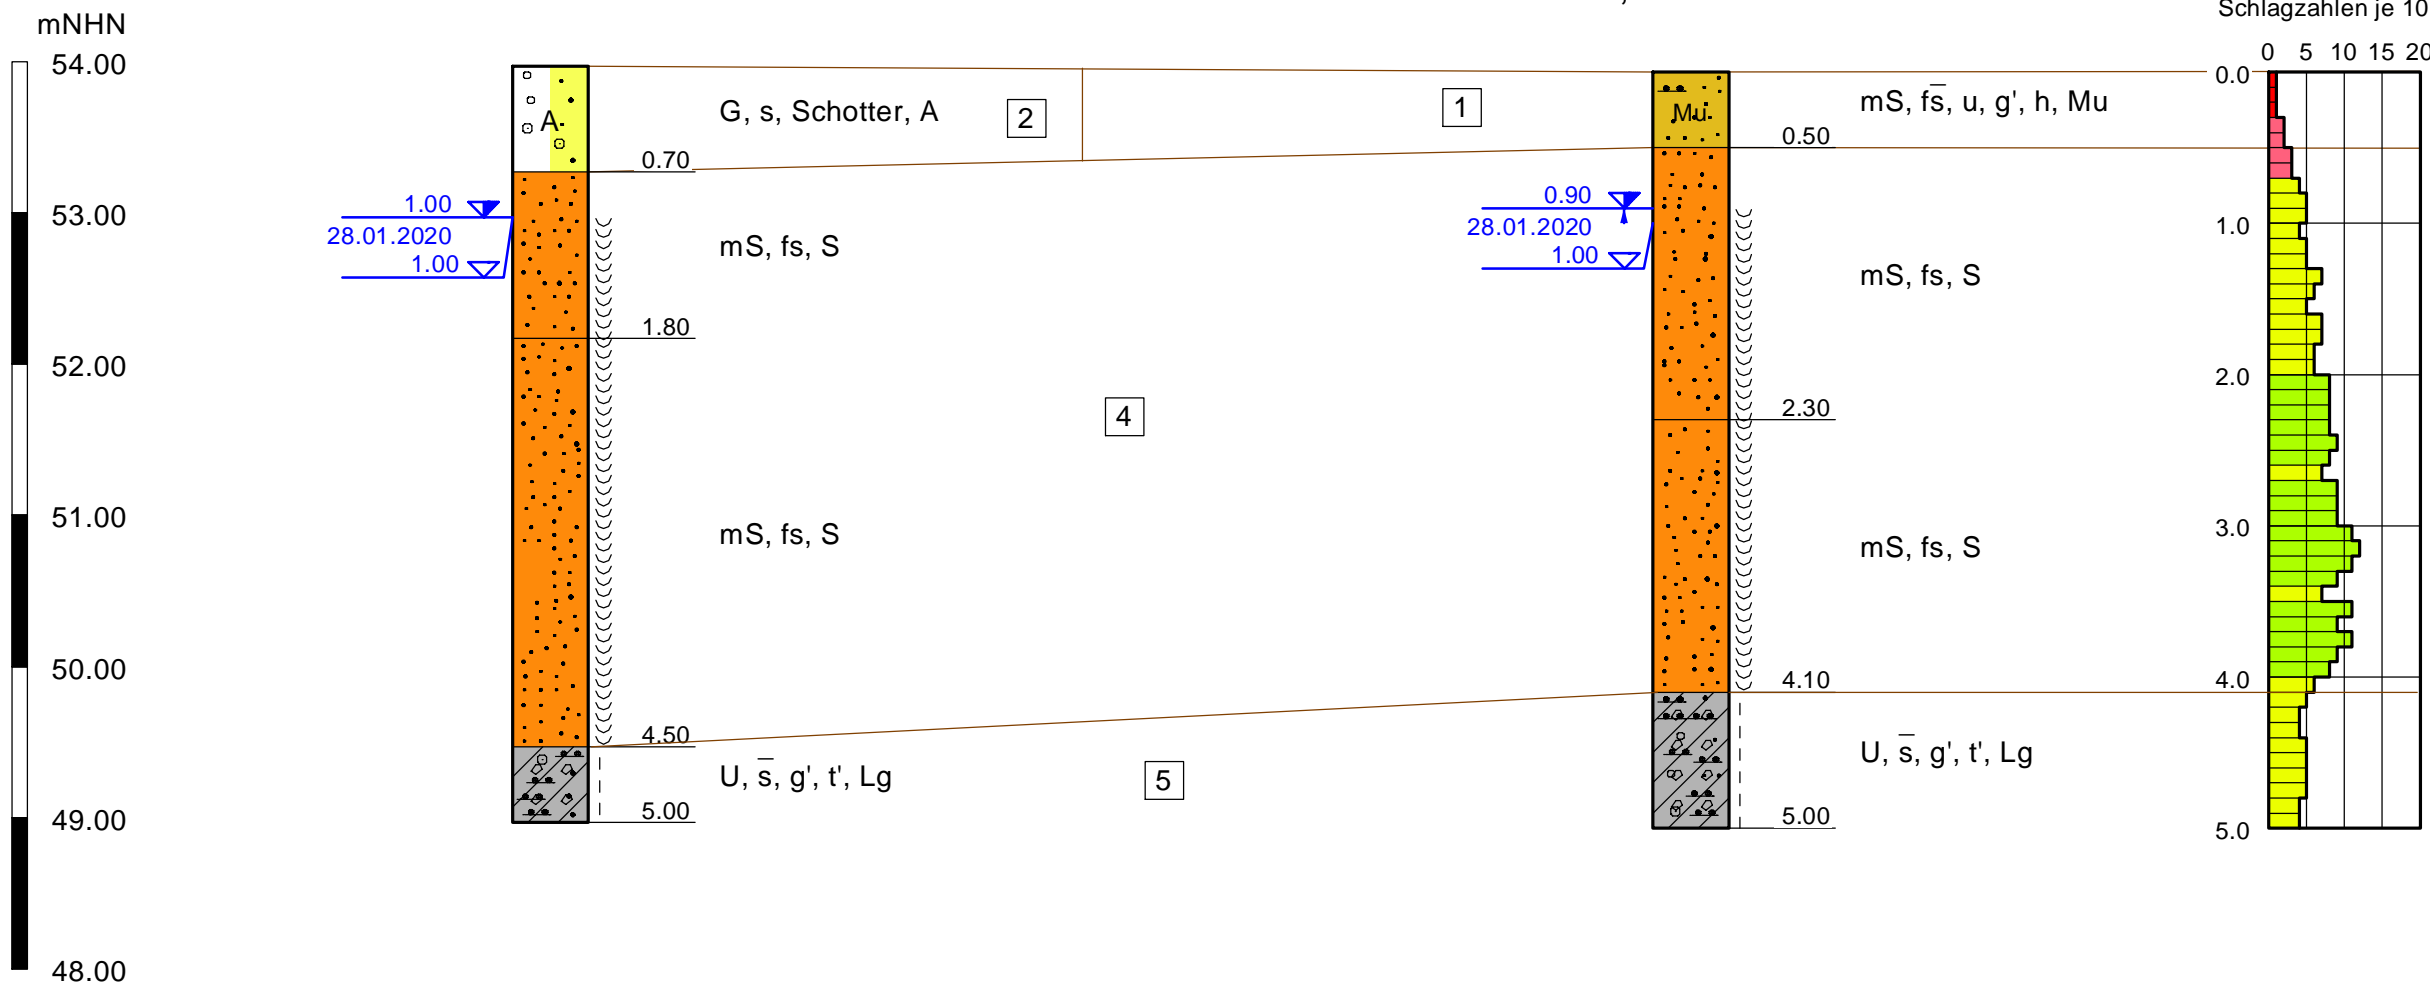 mNHN
Schlagzahlen je 10
54.00
53.00
52.00
51.00
50.00
49.00
48.00
A
G, s, Schotter, A
2
0.70
1.00
28.01.2020
1.00
mS, fs, S
1.80
mS, fs, S
4.50
U, s̅, g', t', Lg
5.00
1
4
5
Mu
mS, fs̅, u, g', h, Mu
0.50
0.90
28.01.2020
1.00
mS, fs, S
2.30
mS, fs, S
4.10
U, s̅, g', t', Lg
5.00
0 5 10 15 20
0.0
1.0
2.0
3.0
4.0
5.0